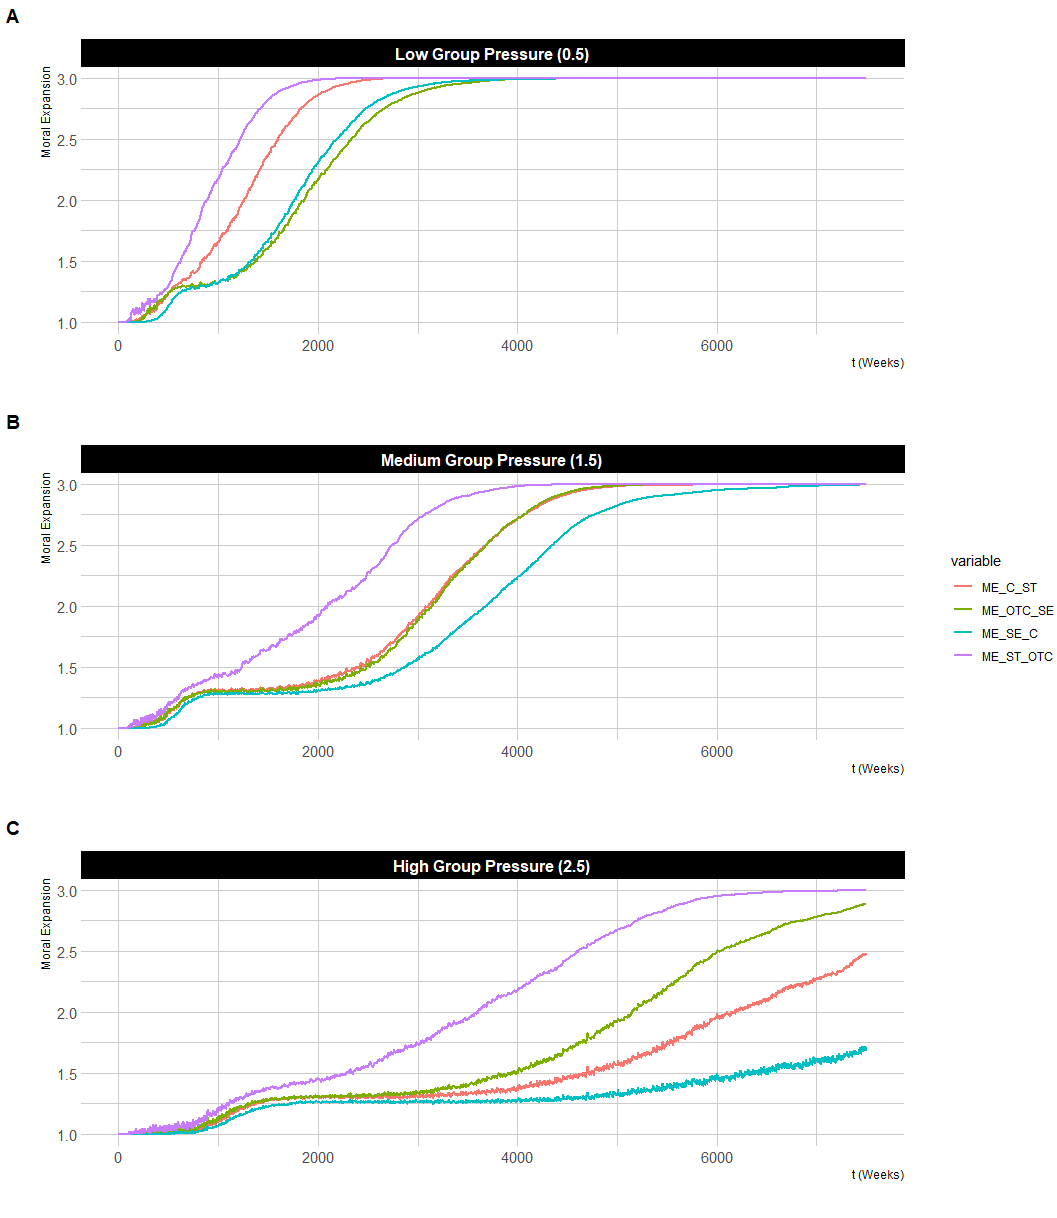 A
Low Group Pressure (0.5)
Moral Expansion
3.0
2.5
2.0
1.5
1.0
0 2000 4000 6000
t (Weeks)
B
Medium Group Pressure (1.5)
Moral Expansion
3.0
2.5
2.0
1.5
1.0
0 2000 4000 6000
t (Weeks)
variable
ME_C_ST
ME_OTC_SE
ME_SE_C
ME_ST_OTC
C
High Group Pressure (2.5)
Moral Expansion
3.0
2.5
2.0
1.5
1.0
0 2000 4000 6000
t (Weeks)